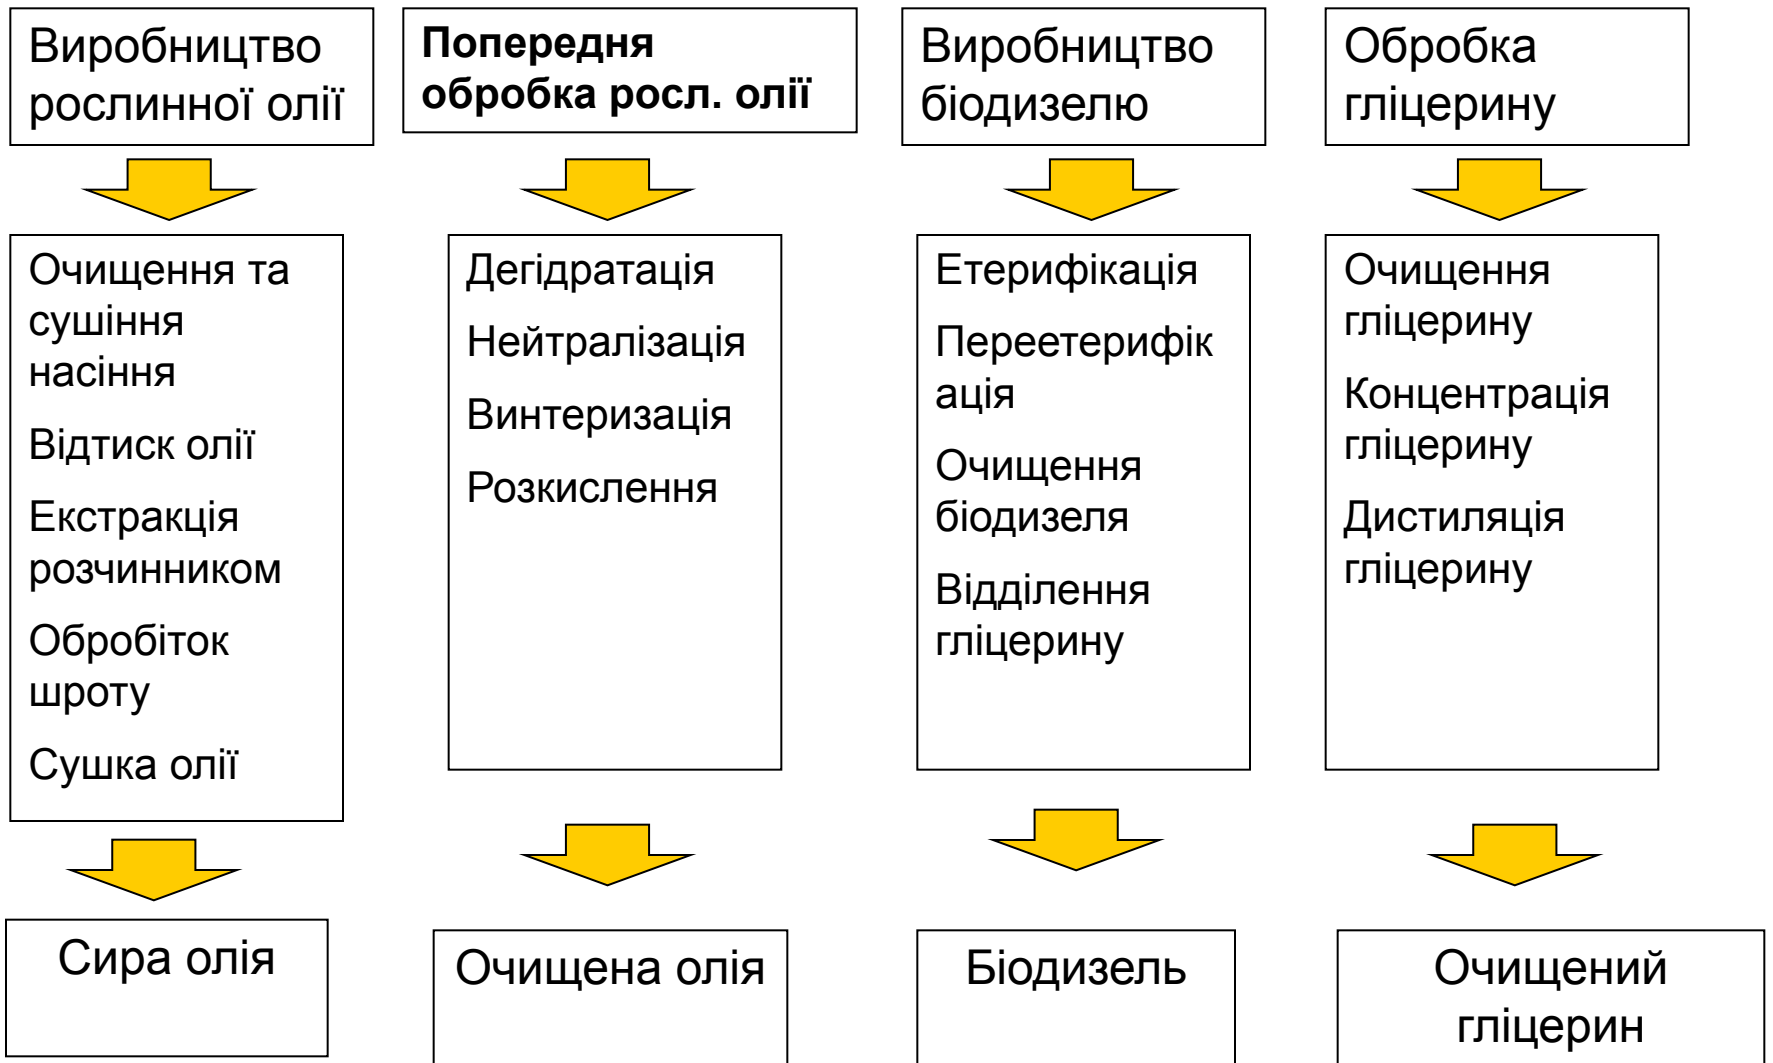 Виробництво
рослинної олії
Попередня
обробка росл. олії
Виробництво
біодизелю
Обробка
гліцерину
Очищення та
сушіння
насіння
Відтиск олії
Екстракція
розчинником
Обробіток
шроту
Сушка олії
Дегідратація
Нейтралізація
Винтеризація
Розкислення
Етерифікація
Переетерифік
ація
Очищення
біодизеля
Відділення
гліцерину
Очищення
гліцерину
Концентрація
гліцерину
Дистиляція
гліцерину
Сира олія
Очищена олія
Біодизель
Очищений
гліцерин